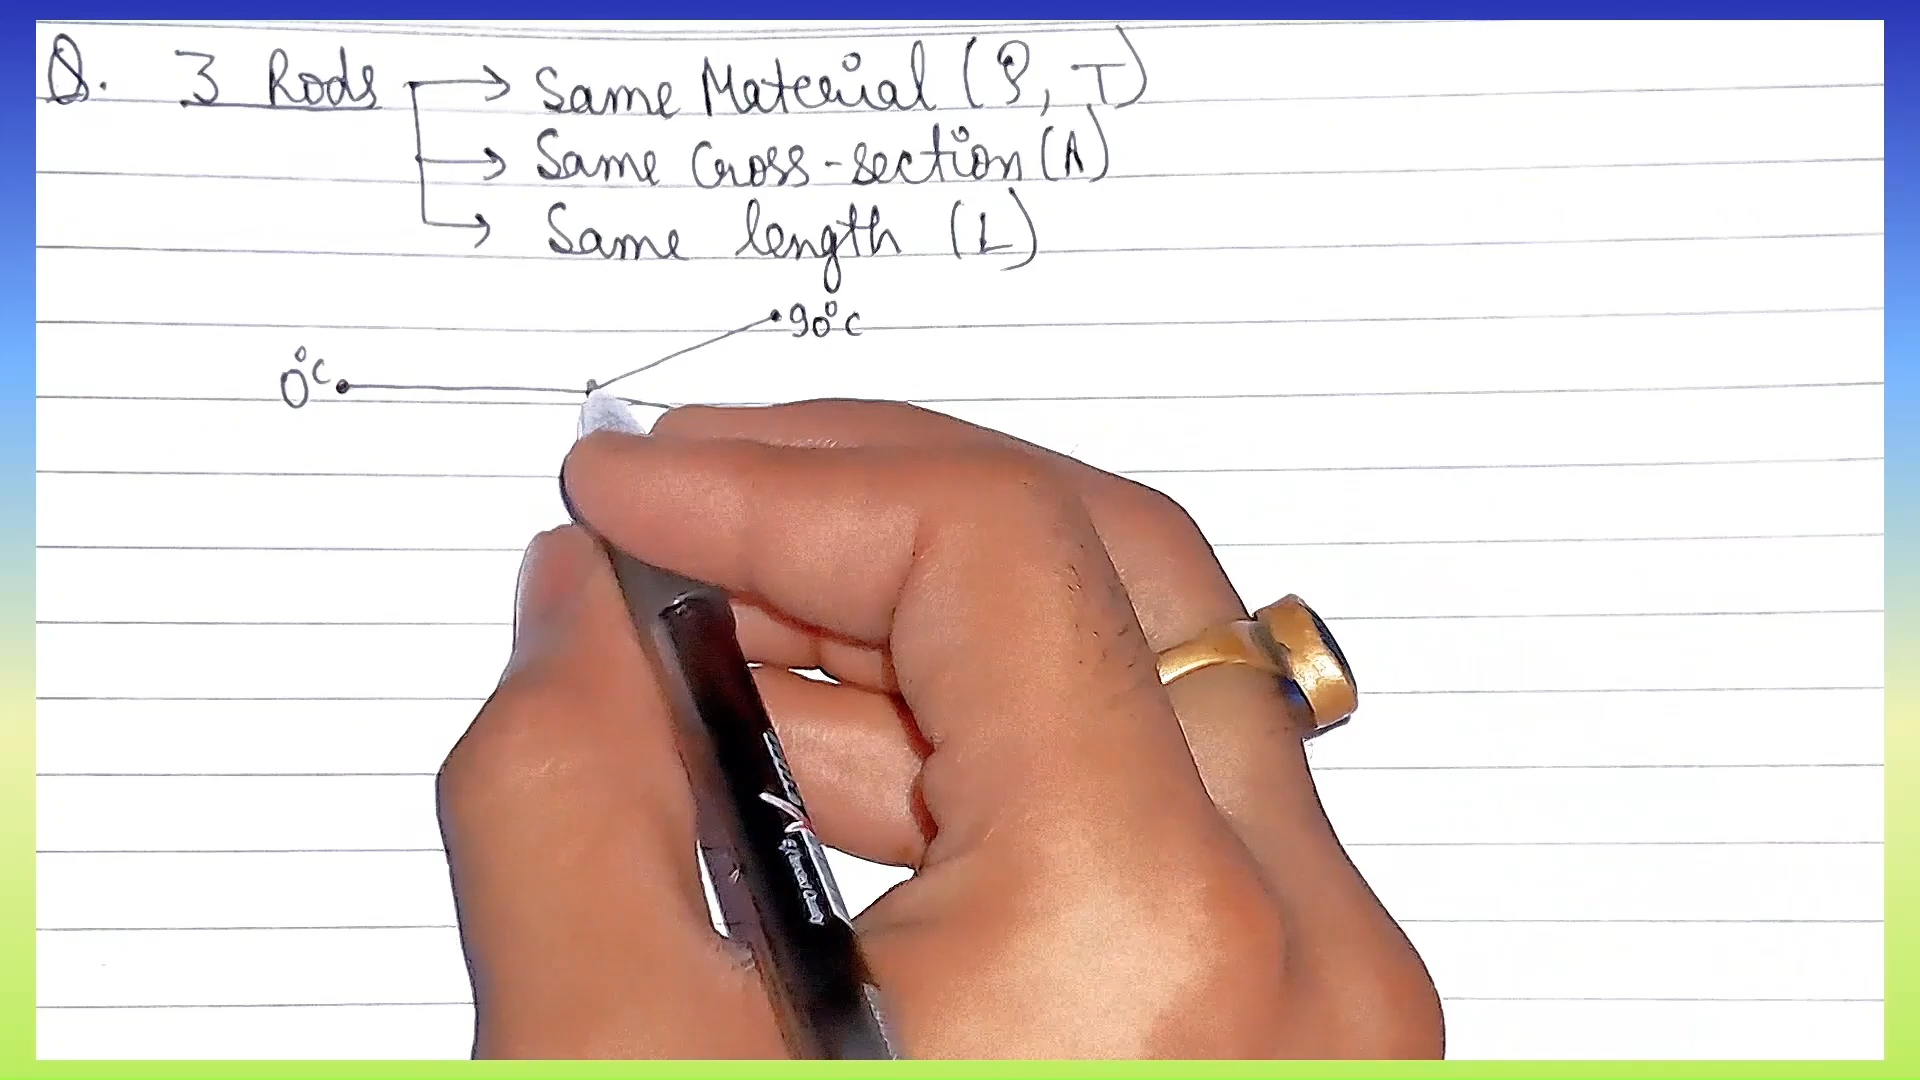 Q. 3 Rods → Same Material (ρ, T)
→ Same Cross-section (A)
→ Same length (L)
90°C
0°C